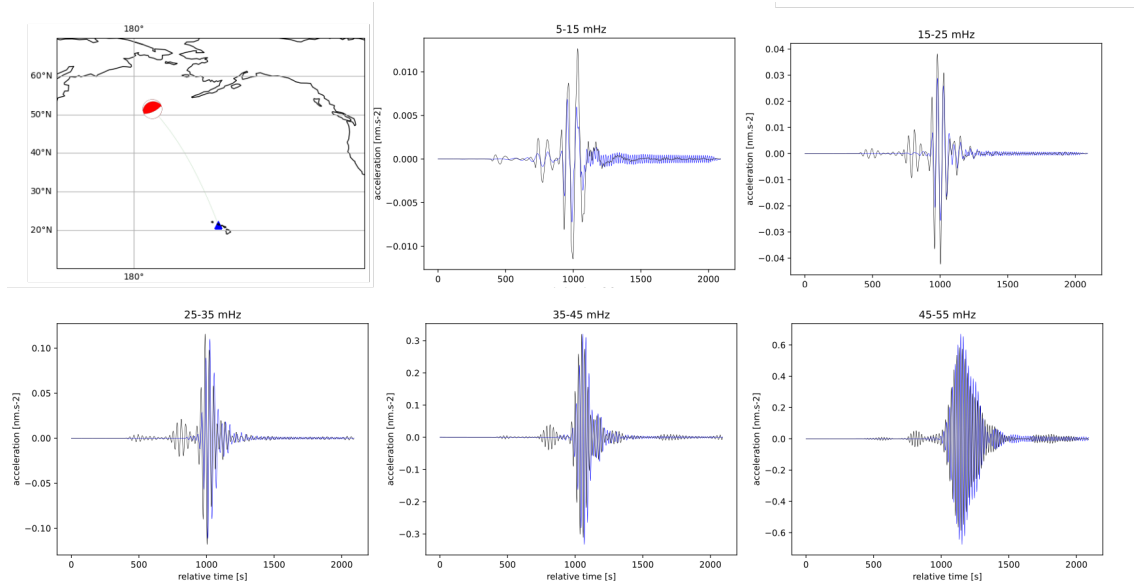 180°
60°N
50°N
40°N
30°N
20°N
180°
5-15 mHz
acceleration [nm.s-2]
0.010
0.005
0.000
−0.005
−0.010
0 500 1000 1500 2000
15-25 mHz
acceleration [nm.s-2]
0.04
0.03
0.02
0.01
0.00
−0.01
−0.02
−0.03
−0.04
0 500 1000 1500 2000
25-35 mHz
acceleration [nm.s-2]
0.10
0.05
0.00
−0.05
−0.10
0 500 1000 1500 2000
relative time [s]
35-45 mHz
acceleration [nm.s-2]
0.3
0.2
0.1
0.0
−0.1
−0.2
−0.3
0 500 1000 1500 2000
relative time [s]
45-55 mHz
acceleration [nm.s-2]
0.6
0.4
0.2
0.0
−0.2
−0.4
−0.6
0 500 1000 1500 2000
relative time [s]